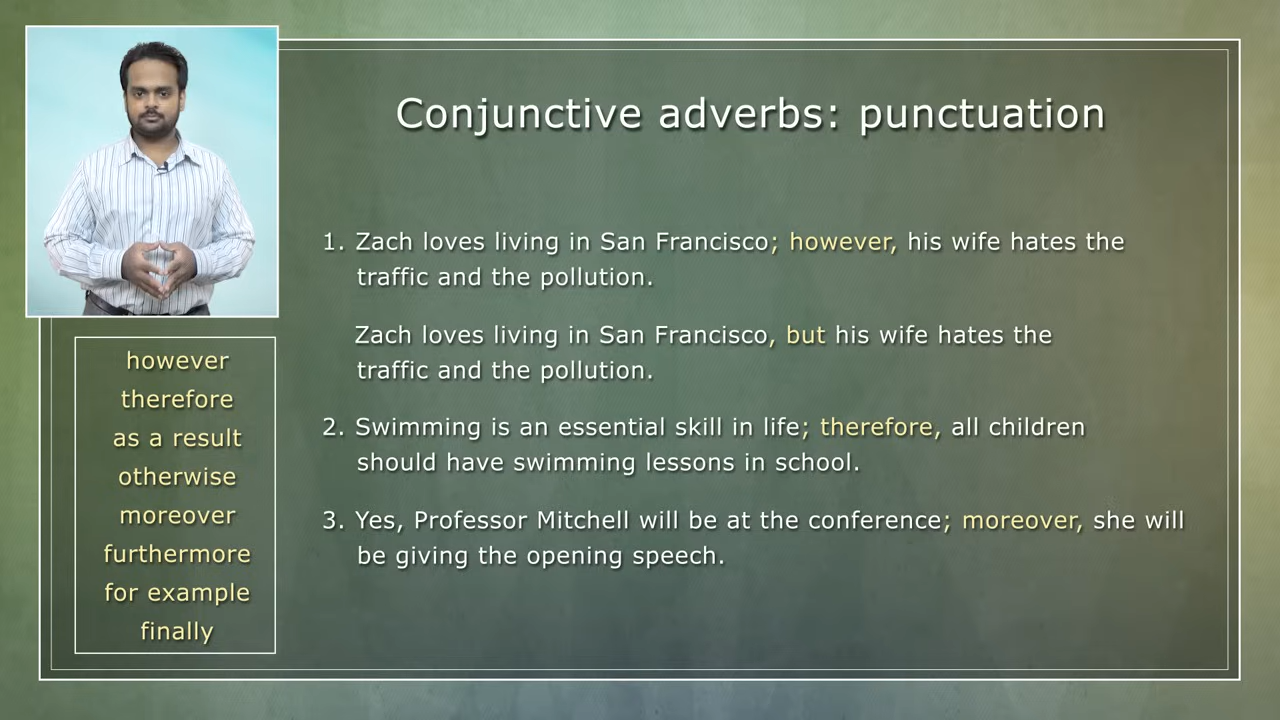 Conjunctive adverbs: punctuation
1. Zach loves living in San Francisco; however, his wife hates the
traffic and the pollution.
Zach loves living in San Francisco, but his wife hates the
traffic and the pollution.
2. Swimming is an essential skill in life; therefore, all children
should have swimming lessons in school.
3. Yes, Professor Mitchell will be at the conference; moreover, she will
be giving the opening speech.
however
therefore
as a result
otherwise
moreover
furthermore
for example
finally